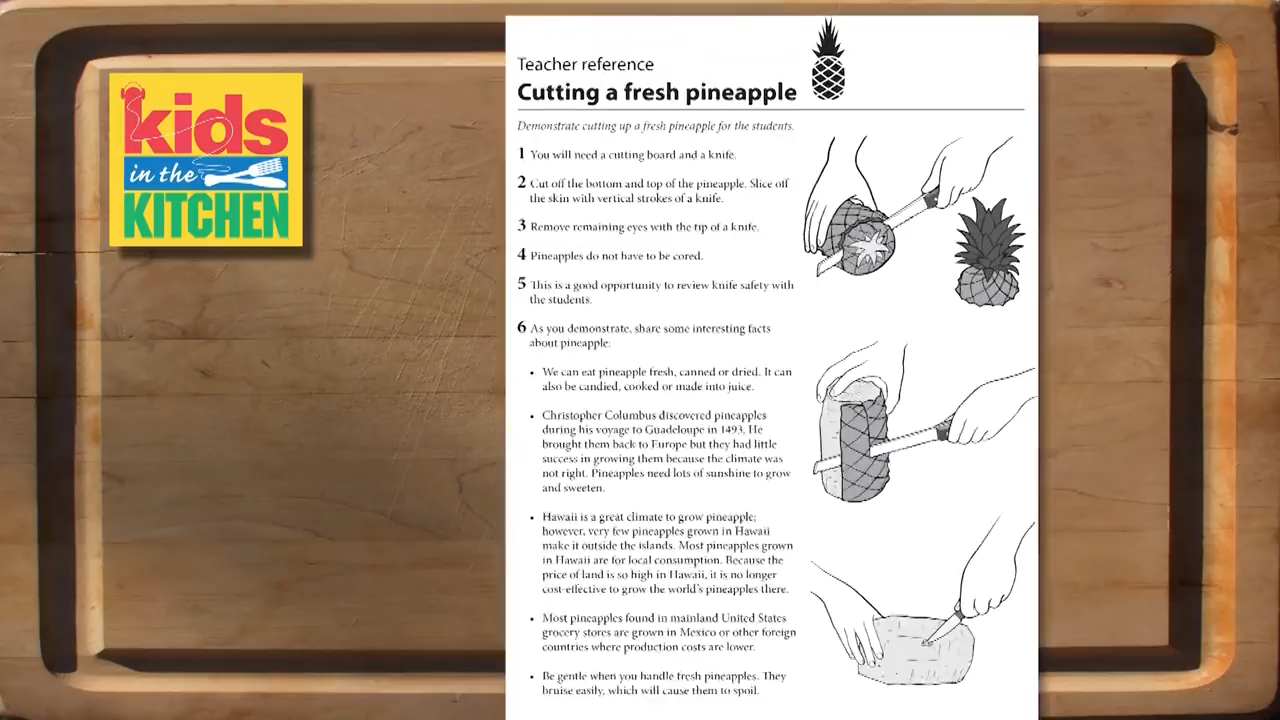 kids
in the
KITCHEN
Teacher reference
Cutting a fresh pineapple
Demonstrate cutting up a fresh pineapple for the students.
1 You will need a cutting board and a knife.
2 Cut off the bottom and top of the pineapple. Slice off
the skin with vertical strokes of a knife.
3 Remove remaining eyes with the tip of a knife.
4 Pineapples do not have to be cored.
5 This is a good opportunity to review knife safety with
the students.
6 As you demonstrate, share some interesting facts
about pineapple:
• We can eat pineapple fresh, canned or dried. It can
also be candied, cooked or made into juice.
• Christopher Columbus discovered pineapples
during his voyage to Guadeloupe in 1493. He
brought them back to Europe but they had little
success in growing them because the climate was
not right. Pineapples need lots of sunshine to grow
and sweeten.
• Hawaii is a great climate to grow pineapple;
however, very few pineapples grown in Hawaii
make it outside the islands. Most pineapples grown
in Hawaii are for local consumption. Because the
price of land is so high in Hawaii, it is no longer
cost-effective to grow the world's pineapples there.
• Most pineapples found in mainland United States
grocery stores are grown in Mexico or other foreign
countries where production costs are lower.
• Be gentle when you handle fresh pineapples. They
bruise easily, which will cause them to spoil.